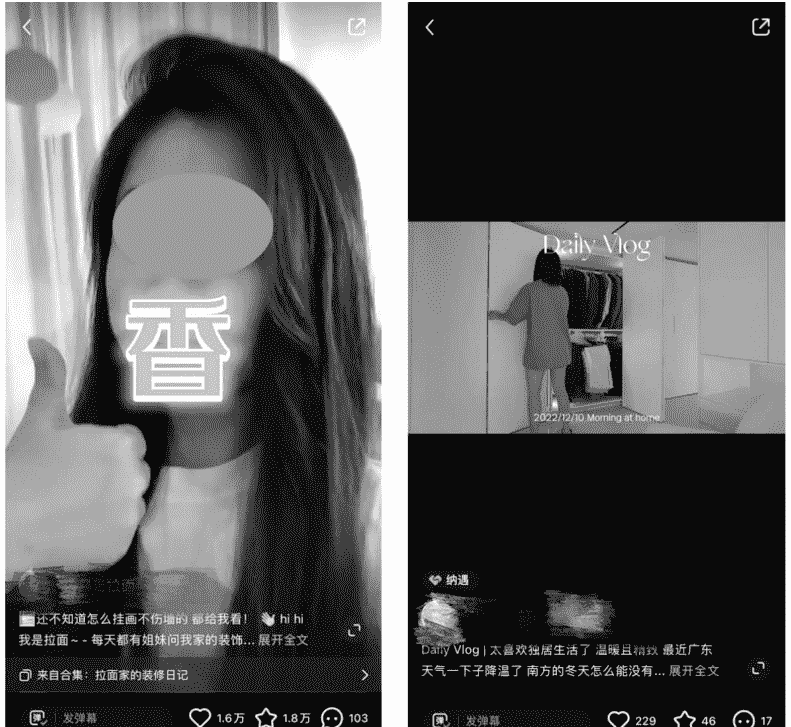 香
还不知道怎么挂画不伤墙的 都给我看! 👋 hi hi
我是拉面~ - 每天都有姐妹问我家的装饰... 展开全文
来自合集：拉面家的装修日记
弹 发弹幕 1.6万 1.8万 103
Daily Vlog
2022/12/10 Morning at home
纳遇
Daily Vlog | 太喜欢独居生活了 温暖且精致 最近广东
天气一下子降温了 南方的冬天怎么能没有... 展开全文
弹 发弹幕 229 46 17